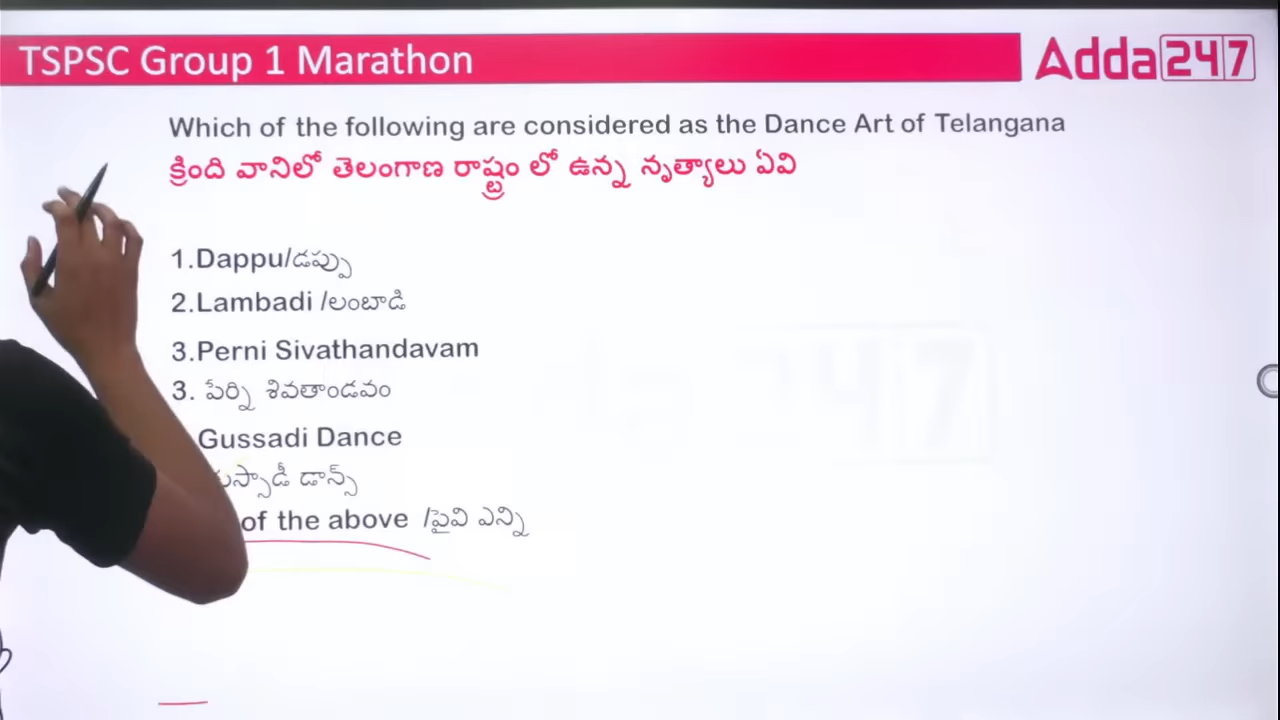 TSPSC Group 1 Marathon
Adda247
Which of the following are considered as the Dance Art of Telangana
క్రింది వానిలో తెలంగాణ రాష్ట్రం లో ఉన్న నృత్యాలు ఏవి
1.Dappu/డప్పు
2.Lambadi /లంబాడి
3.Perni Sivathandavam
3. పేర్ని శివతాండవం
Gussadi Dance
డాన్స్
of the above /పైవి ఎన్ని